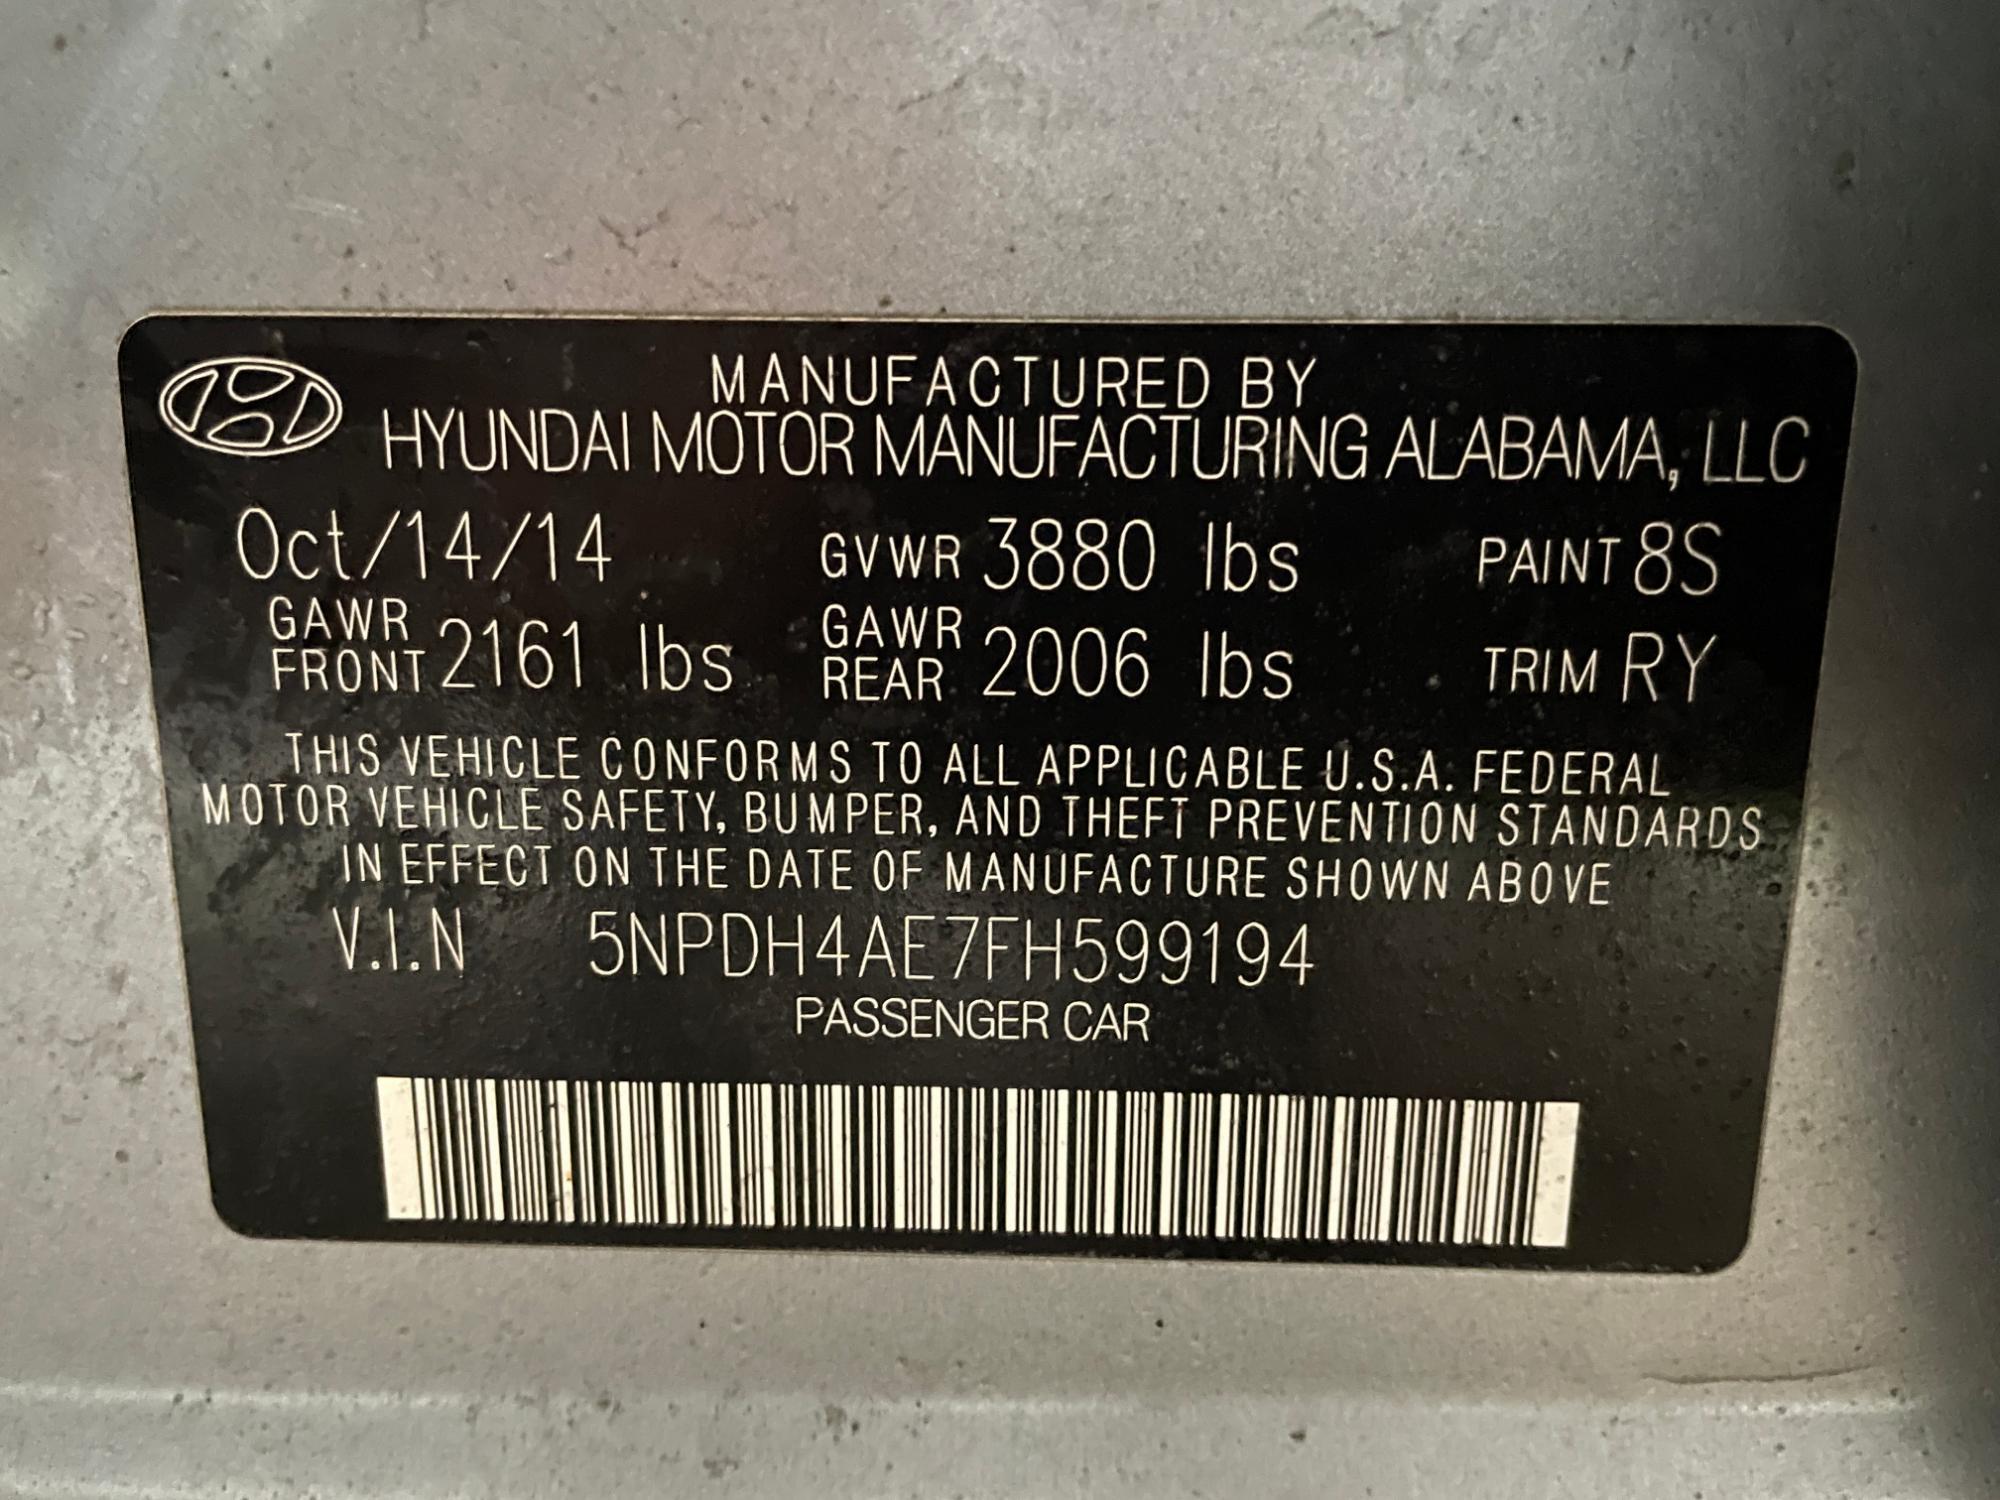 MANUFACTURED BY
HYUNDAI MOTOR MANUFACTURING ALABAMA, LLC
Oct/14/14 GVWR 3880 lbs PAINT 8S
GAWR FRONT 2161 lbs GAWR REAR 2006 lbs TRIM RY
THIS VEHICLE CONFORMS TO ALL APPLICABLE U.S.A. FEDERAL
MOTOR VEHICLE SAFETY, BUMPER, AND THEFT PREVENTION STANDARDS
IN EFFECT ON THE DATE OF MANUFACTURE SHOWN ABOVE
V.I.N 5NPDH4AE7FH599194
PASSENGER CAR